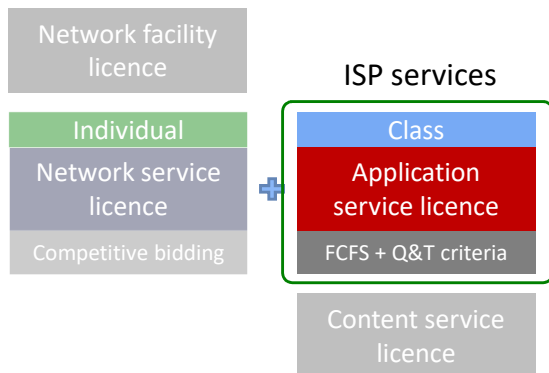 Network facility
licence
ISP services
Individual
Network service
licence
Competitive bidding
Class
Application
service licence
FCFS + Q&T criteria
Content service
licence